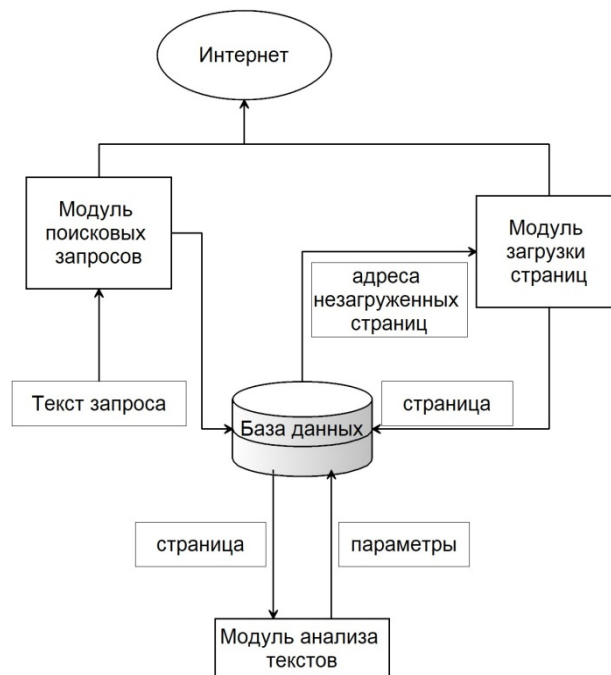 Интернет
Модуль
поисковых
запросов
Модуль
загрузки
страниц
адреса
незагруженных
страниц
Текст запроса
База данных
страница
страница
параметры
Модуль анализа
текстов